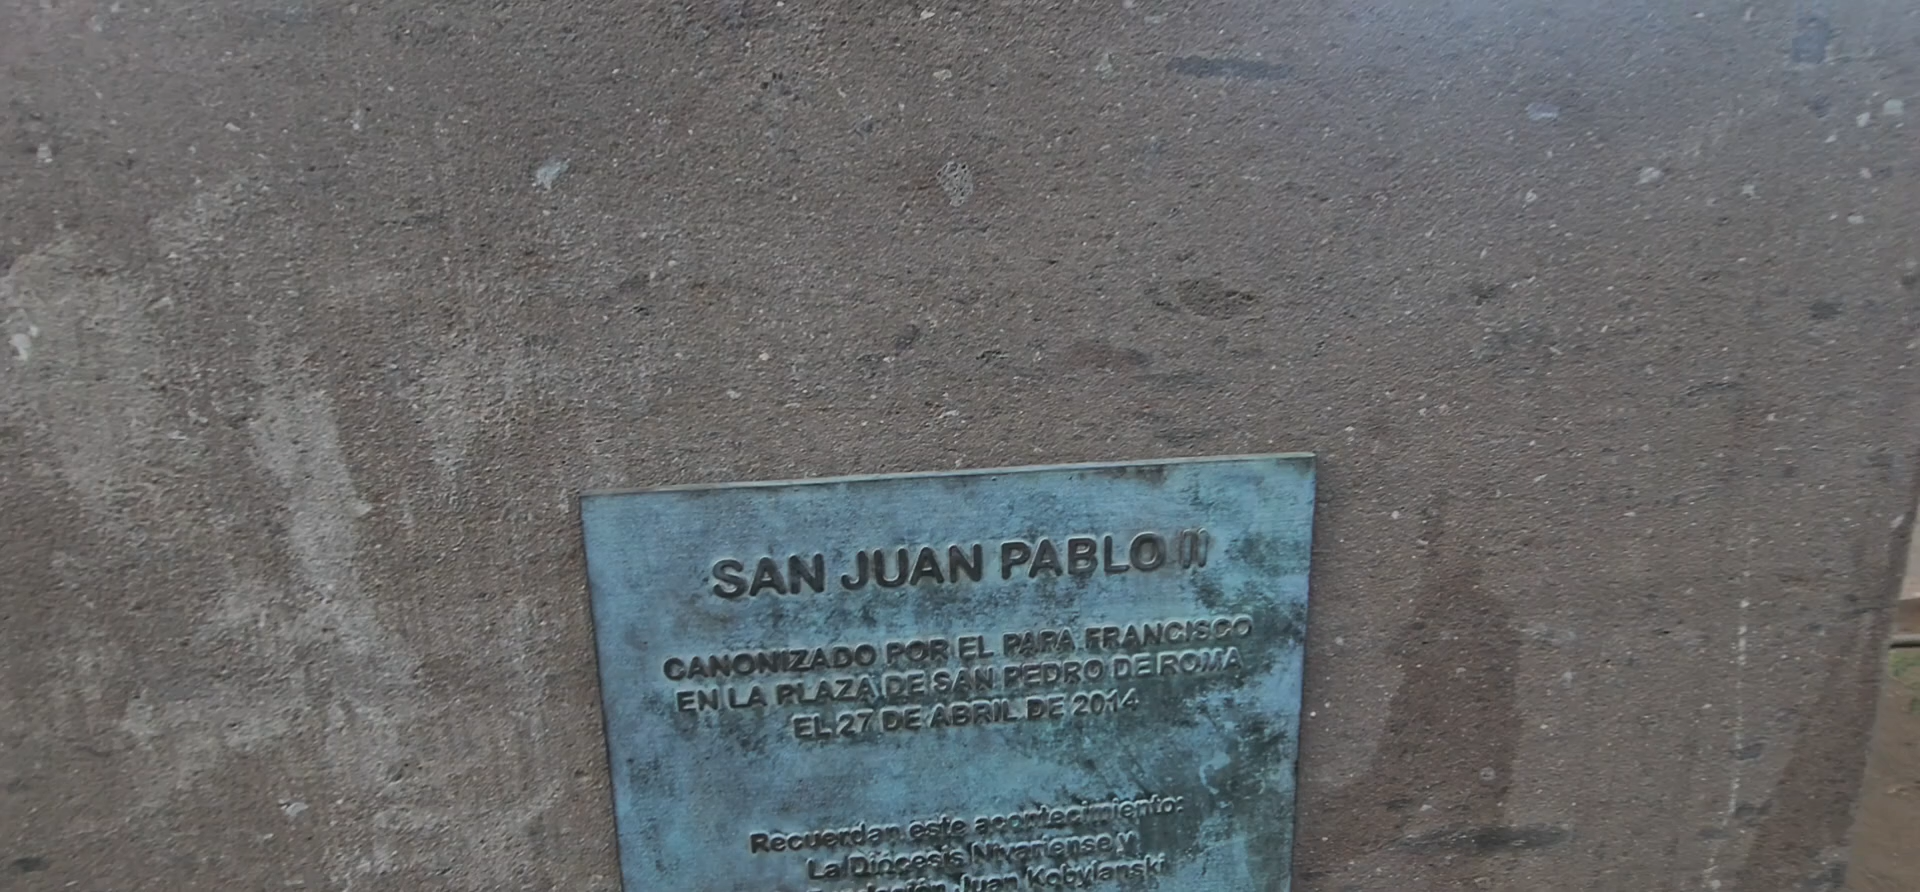 SAN JUAN PABLO II
CANONIZADO POR EL PAPA FRANCISCO
EN LA PLAZA DE SAN PEDRO DE ROMA
EL 27 DE ABRIL DE 2014
Recuerdan este acontecimiento:
La Diócesis Nivariense y
Fundación Juan Kobylanski